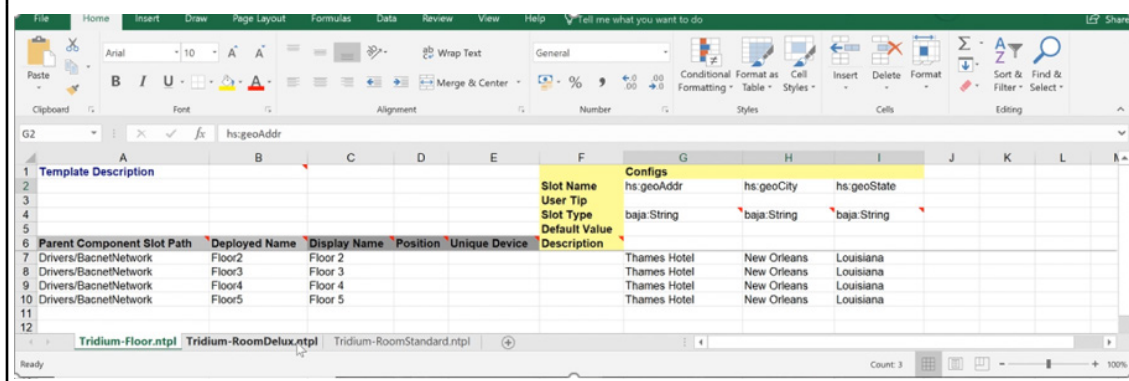 File Home Insert Draw Page Layout Formulas Data Review View Help Tell me what you want to do Share
Arial 10 Wrap Text General
Paste Merge & Center Conditional Formatting Format as Table Cell Styles Insert Delete Format Sort & Filter Find & Select
Clipboard Font Alignment Number Styles Cells Editing
G2 fx hs:geoAddr
A B C D E F G H I J K L
1 Template Description Configs
2 Slot Name hs:geoAddr hs:geoCity hs:geoState
3 User Tip
4 Slot Type baja:String baja:String baja:String
5 Default Value
6 Parent Component Slot Path Deployed Name Display Name Position Unique Device Description
7 Drivers/BacnetNetwork Floor2 Floor 2 Thames Hotel New Orleans Louisiana
8 Drivers/BacnetNetwork Floor3 Floor 3 Thames Hotel New Orleans Louisiana
9 Drivers/BacnetNetwork Floor4 Floor 4 Thames Hotel New Orleans Louisiana
10 Drivers/BacnetNetwork Floor5 Floor 5 Thames Hotel New Orleans Louisiana
11
12
Tridium-Floor.ntpl Tridium-RoomDelux.ntpl Tridium-RoomStandard.ntpl
Ready Count: 3 100%